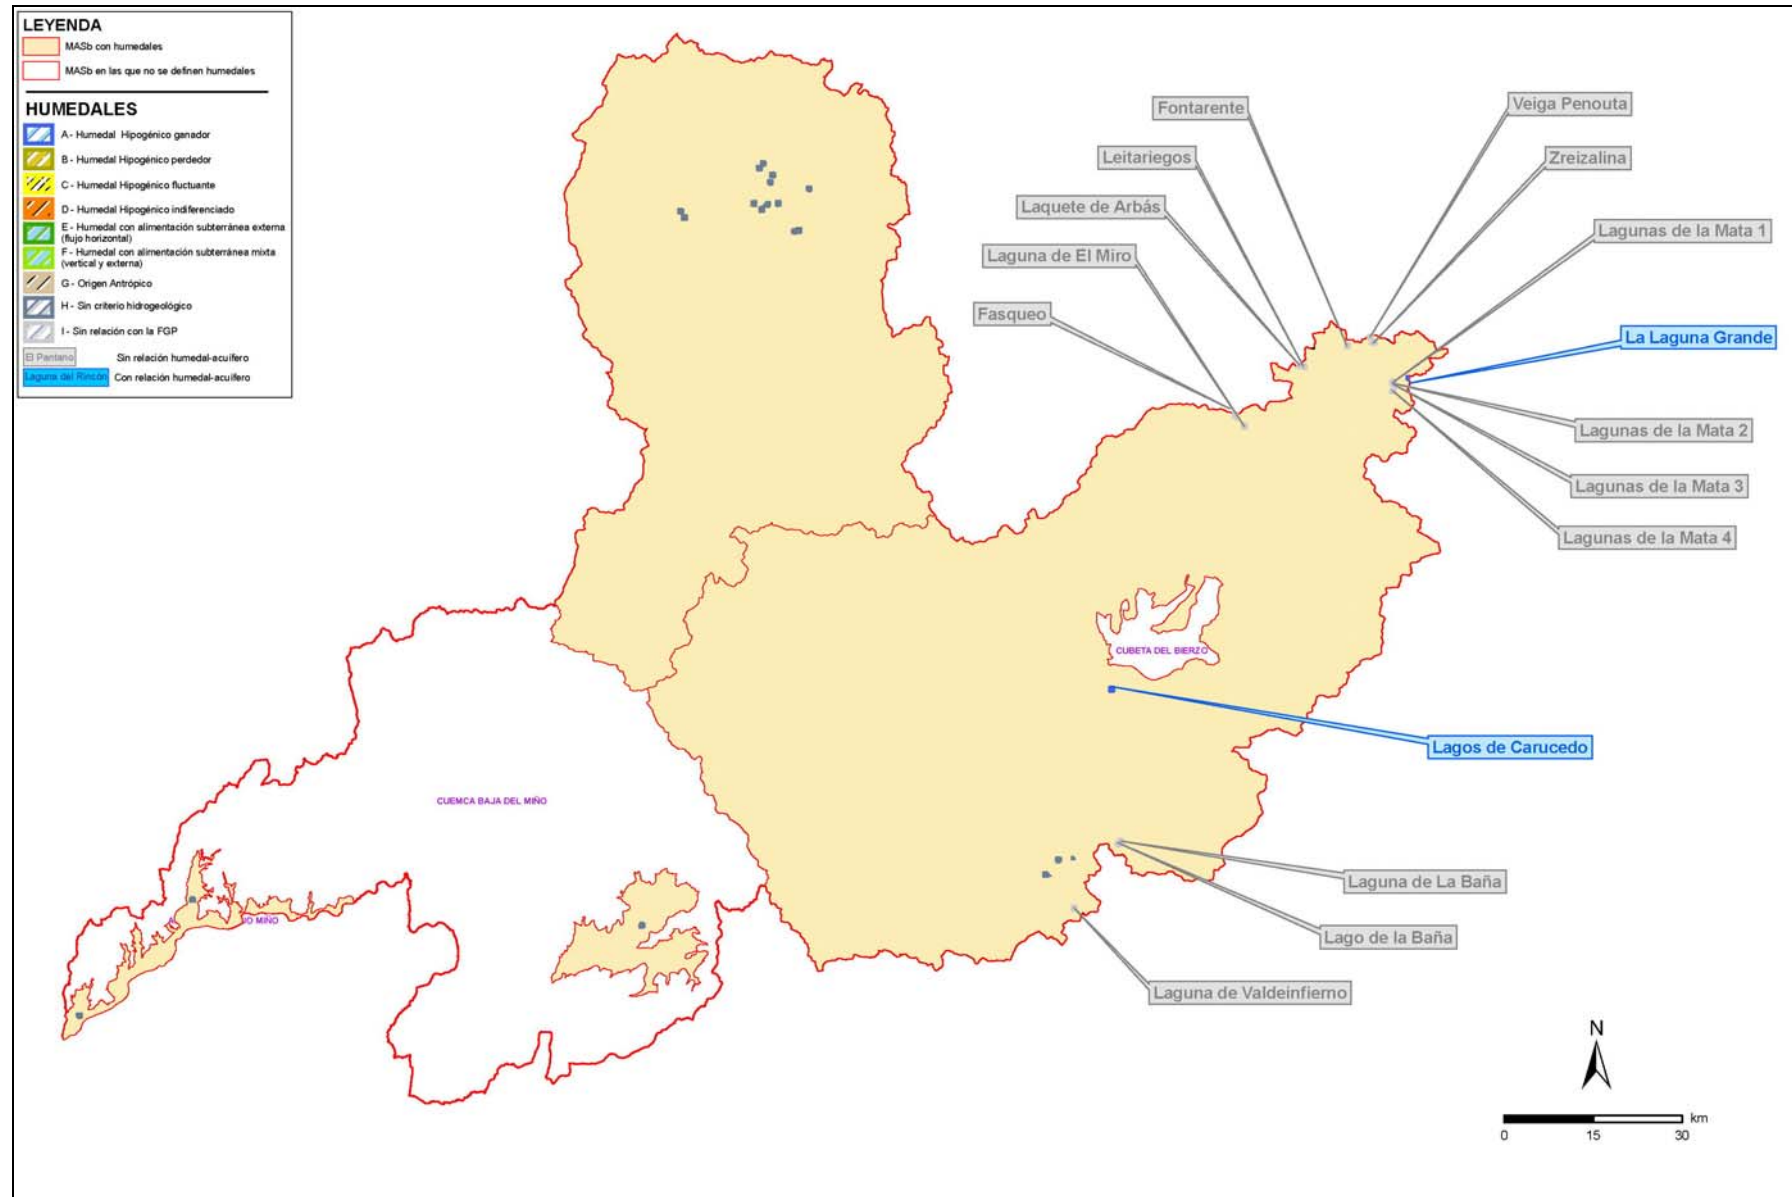 LEYENDA
MASb con humedales
MASb en las que no se definen humedales
HUMEDALES
A - Humedal Hipogénico ganador
B - Humedal Hipogénico perdedor
C - Humedal Hipogénico fluctuante
D - Humedal Hipogénico indiferenciado
E - Humedal con alimentación subterránea externa
(flujo horizontal)
F - Humedal con alimentación subterránea mixta
(vertical y externa)
G - Origen Antrópico
H - Sin criterio hidrogeológico
I - Sin relación con la FGP
El Pantano Sin relación humedal-acuífero
Laguna del Rincón Con relación humedal-acuífero
Fontarente
Veiga Penouta
Leitariegos
Zreizalina
Laquete de Arbás
Lagunas de la Mata 1
Laguna de El Miro
Fasqueo
La Laguna Grande
Lagunas de la Mata 2
Lagunas de la Mata 3
Lagunas de la Mata 4
CUBETA DEL BIERZO
Lagos de Carucedo
CUEMCA BAJA DEL MIÑO
Laguna de La Baña
A IO MIÑO
Lago de la Baña
Laguna de Valdeinfierno
N
km
0 15 30